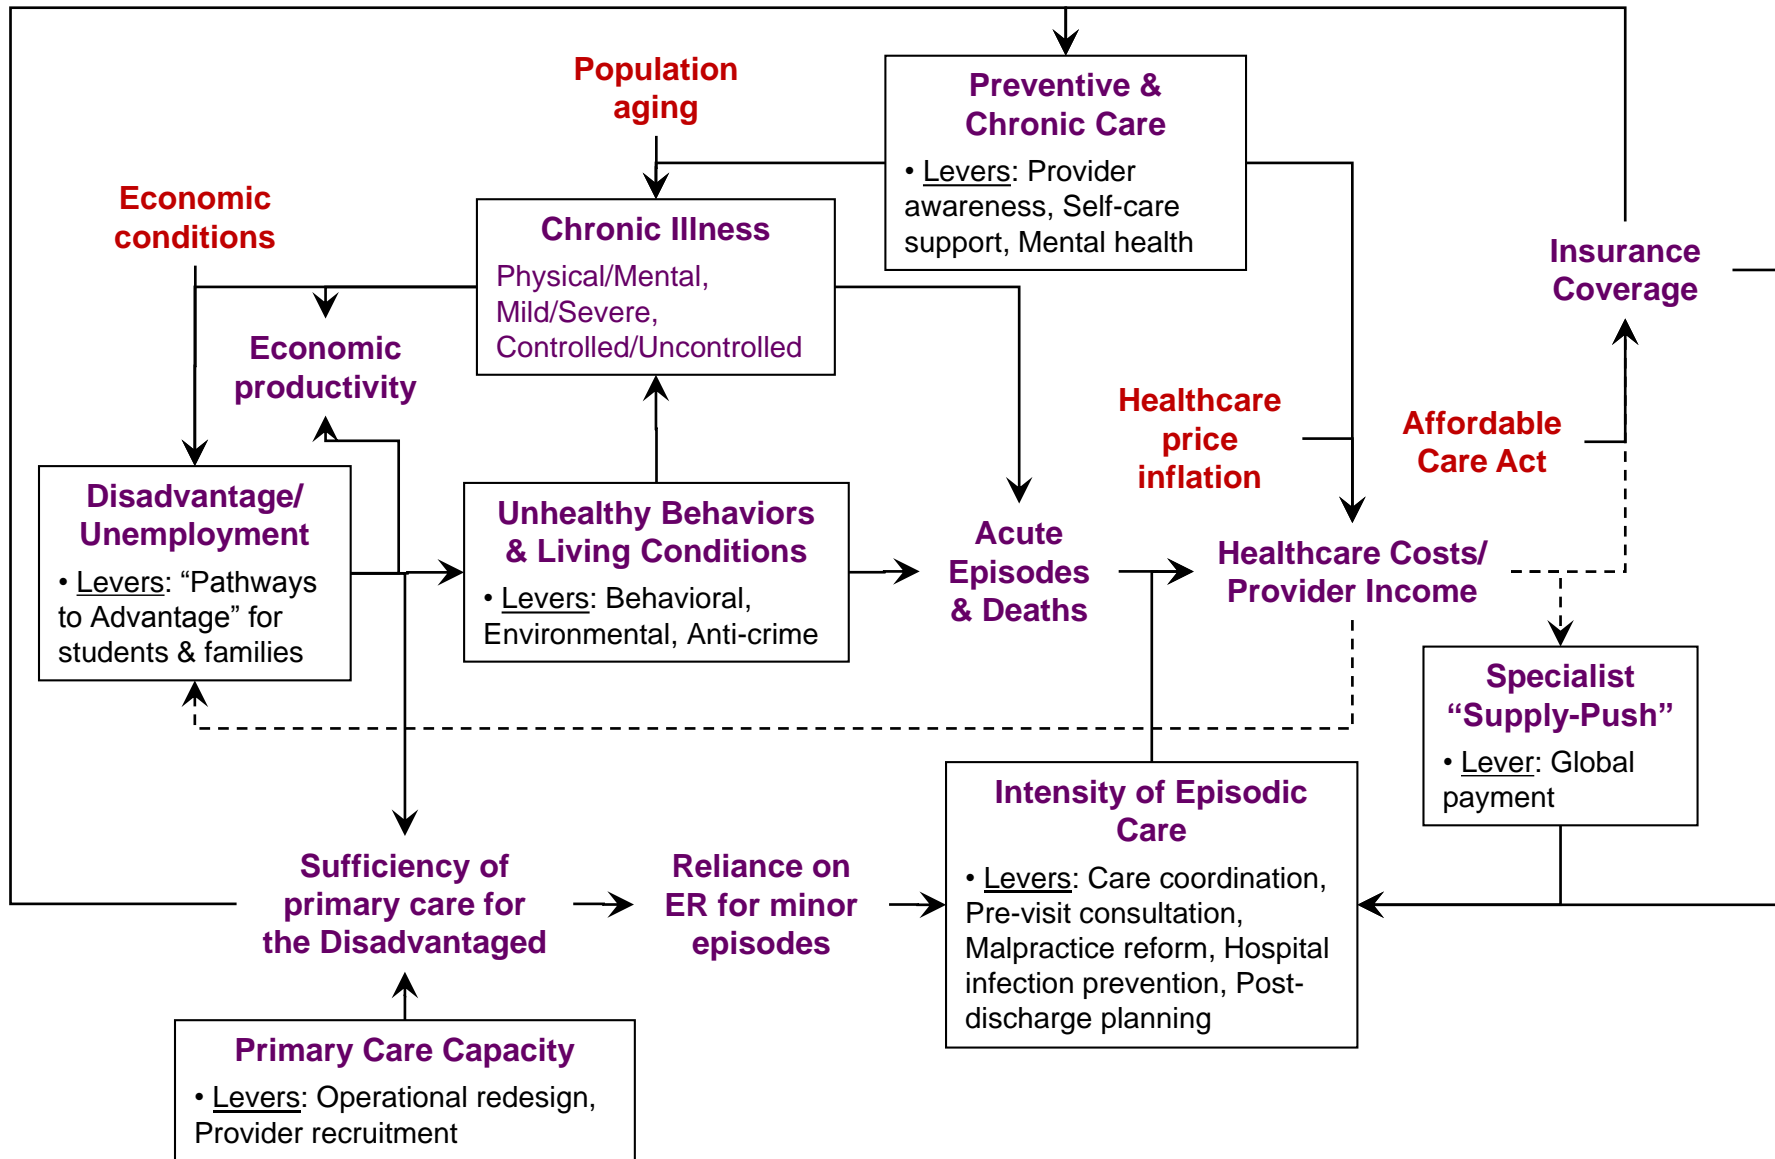 Population
aging
Preventive &
Chronic Care
• Levers: Provider
awareness, Self-care
support, Mental health
Economic
conditions
Chronic Illness
Physical/Mental,
Mild/Severe,
Controlled/Uncontrolled
Insurance
Coverage
Economic
productivity
Healthcare
price
inflation
Affordable
Care Act
Disadvantage/
Unemployment
• Levers: “Pathways
to Advantage” for
students & families
Unhealthy Behaviors
& Living Conditions
• Levers: Behavioral,
Environmental, Anti-crime
Acute
Episodes
& Deaths
Healthcare Costs/
Provider Income
Specialist
“Supply-Push”
• Lever: Global
payment
Intensity of Episodic
Care
• Levers: Care coordination,
Pre-visit consultation,
Malpractice reform, Hospital
infection prevention, Post-
discharge planning
Sufficiency of
primary care for
the Disadvantaged
Reliance on
ER for minor
episodes
Primary Care Capacity
• Levers: Operational redesign,
Provider recruitment